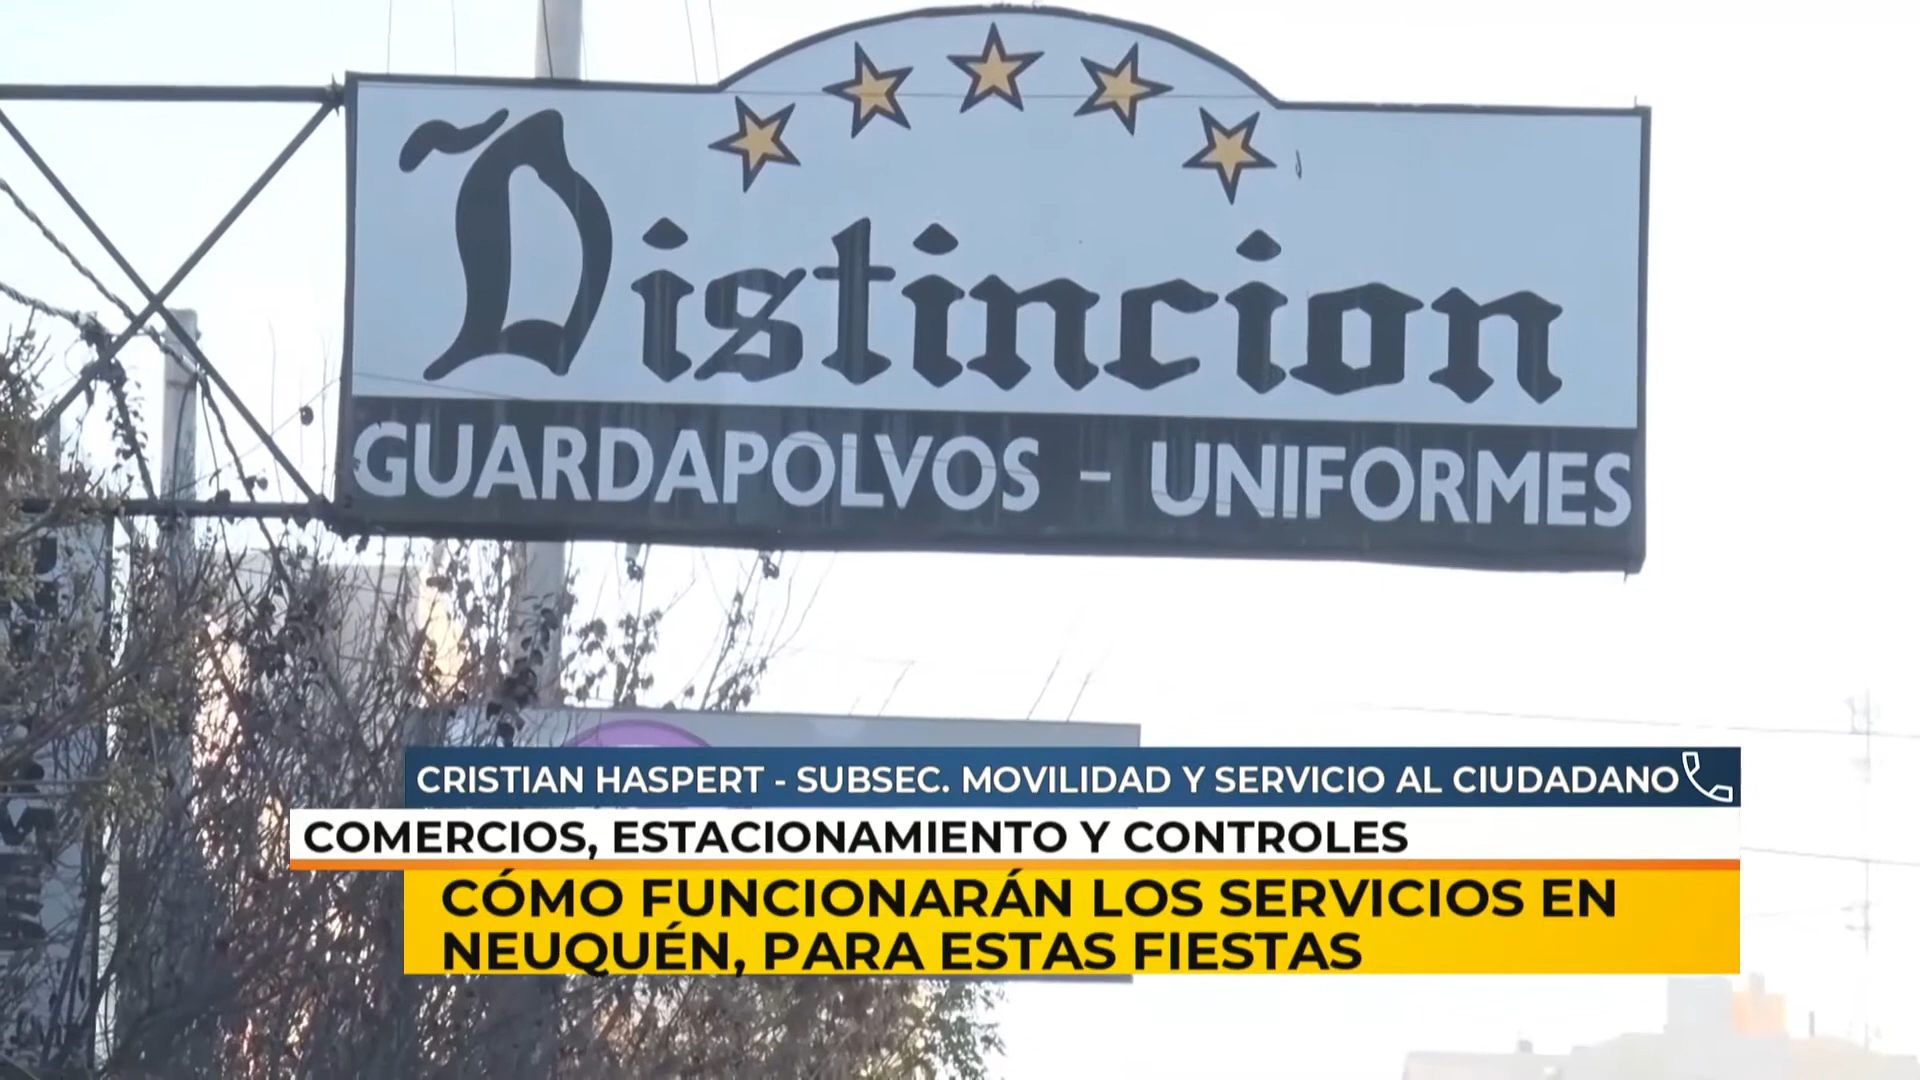 Distincion
GUARDAPOLVOS - UNIFORMES
CRISTIAN HASPERT - SUBSEC. MOVILIDAD Y SERVICIO AL CIUDADANO
COMERCIOS, ESTACIONAMIENTO Y CONTROLES
CÓMO FUNCIONARÁN LOS SERVICIOS EN
NEUQUÉN, PARA ESTAS FIESTAS